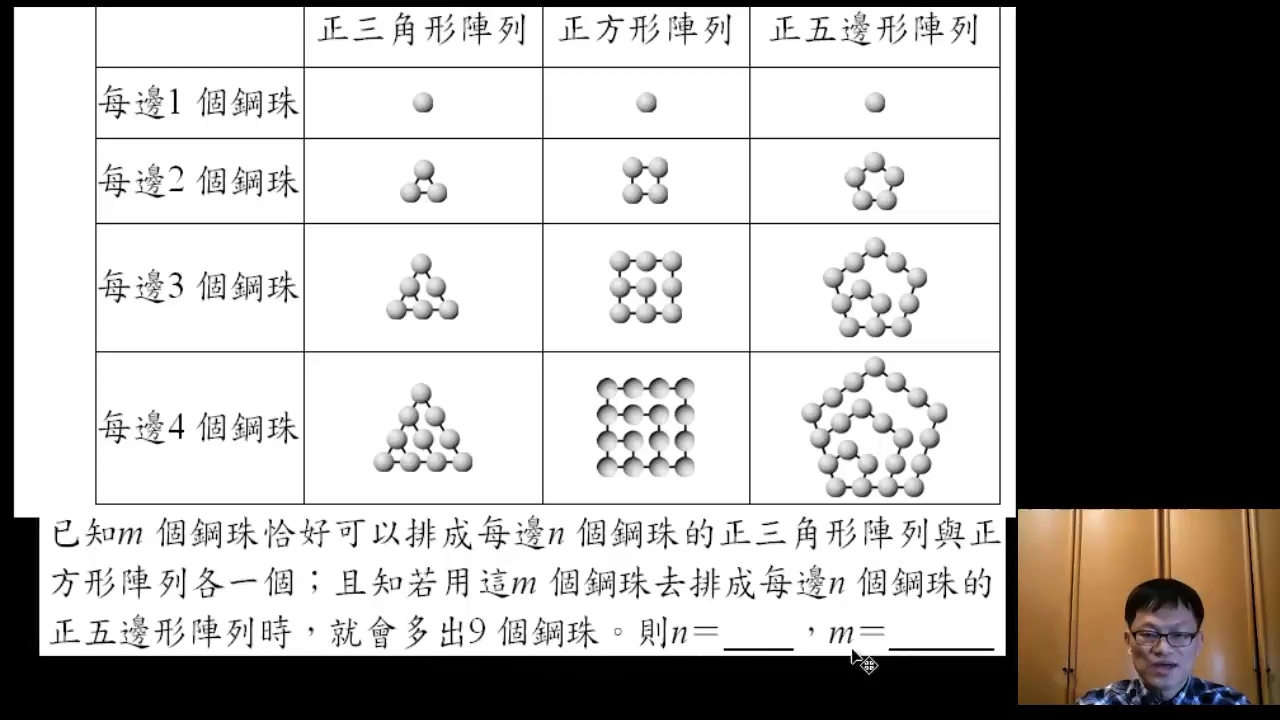 正三角形陣列 正方形陣列 正五邊形陣列
每邊1 個鋼珠
每邊2 個鋼珠
每邊3 個鋼珠
每邊4 個鋼珠
已知m 個鋼珠恰好可以排成每邊n 個鋼珠的正三角形陣列與正
方形陣列各一個；且知若用這m 個鋼珠去排成每邊n 個鋼珠的
正五邊形陣列時，就會多出9 個鋼珠。則n＝_____ ，m＝_______